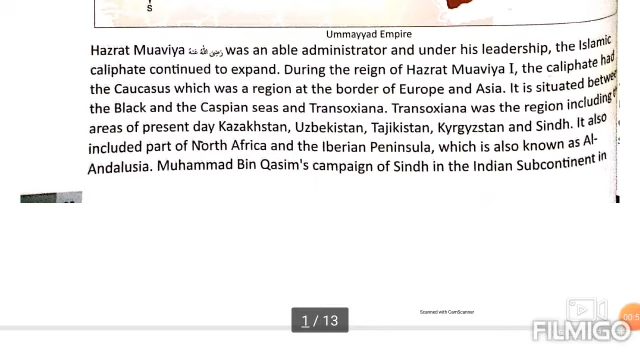 S
Ummayyad Empire
Hazrat Muaviya رضی اللہ عنہ was an able administrator and under his leadership, the Islamic
caliphate continued to expand. During the reign of Hazrat Muaviya I, the caliphate had
the Caucasus which was a region at the border of Europe and Asia. It is situated between
the Black and the Caspian seas and Transoxiana. Transoxiana was the region including
areas of present day Kazakhstan, Uzbekistan, Tajikistan, Kyrgyzstan and Sindh. It also
included part of North Africa and the Iberian Peninsula, which is also known as Al-
Andalusia. Muhammad Bin Qasim's campaign of Sindh in the Indian Subcontinent in
Scanned with CamScanner
1 / 13
00:5
FILMIGO